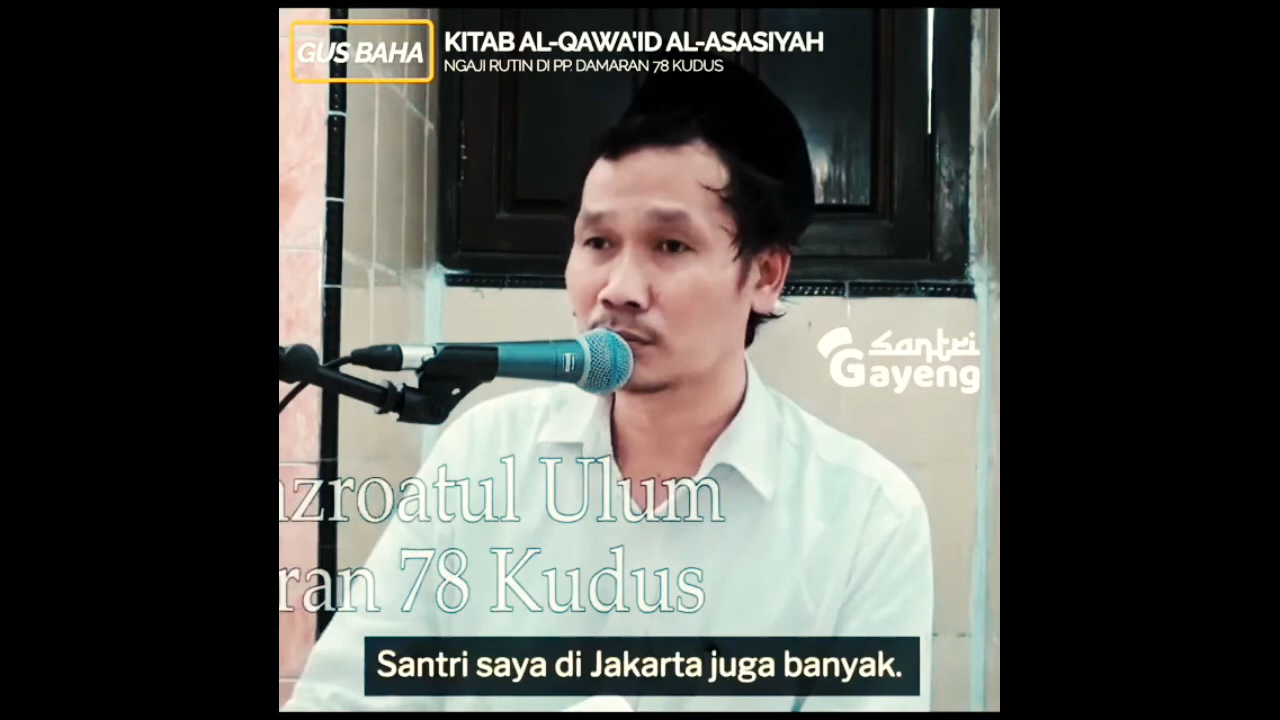 GUS BAHA
KITAB AL-QAWA'ID AL-ASASIYAH
NGAJI RUTIN DI PP. DAMARAN 78 KUDUS
santri
Gayeng
azroatul Ulum
ran 78 Kudus
Santri saya di Jakarta juga banyak.